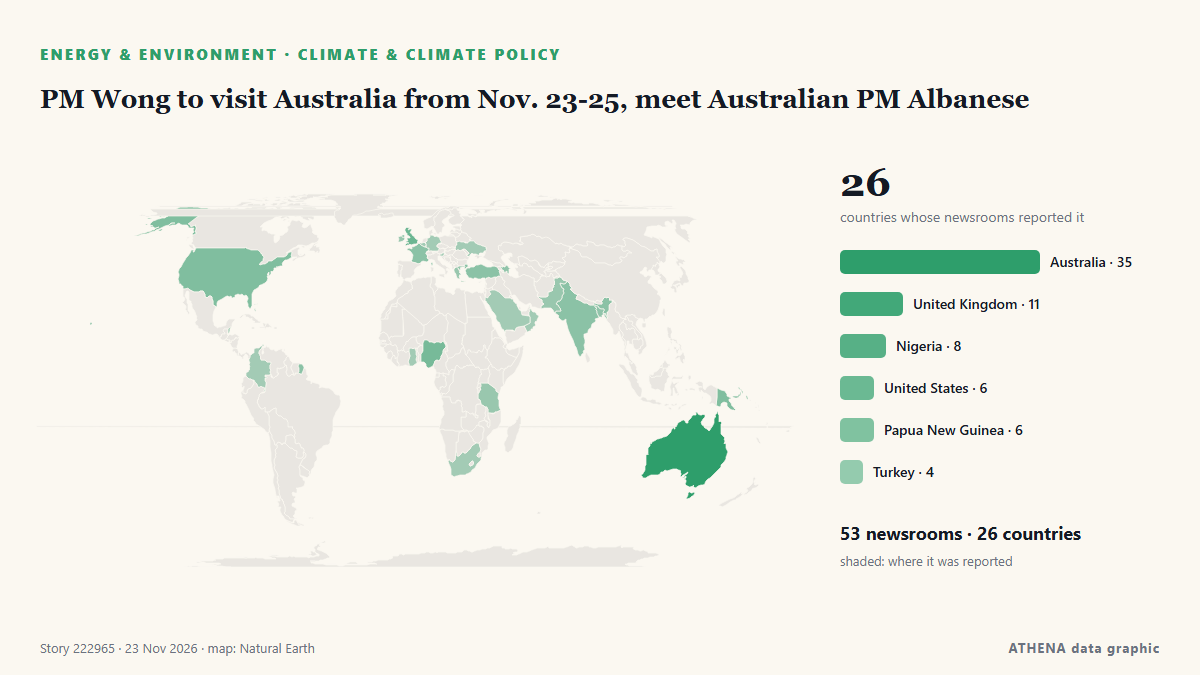 ENERGY & ENVIRONMENT · CLIMATE & CLIMATE POLICY
PM Wong to visit Australia from Nov. 23-25, meet Australian PM Albanese
26
countries whose newsrooms reported it
Australia · 35
United Kingdom · 11
Nigeria · 8
United States · 6
Papua New Guinea · 6
Turkey · 4
53 newsrooms · 26 countries
shaded: where it was reported
Story 222965 · 23 Nov 2026 · map: Natural Earth
ATHENA data graphic